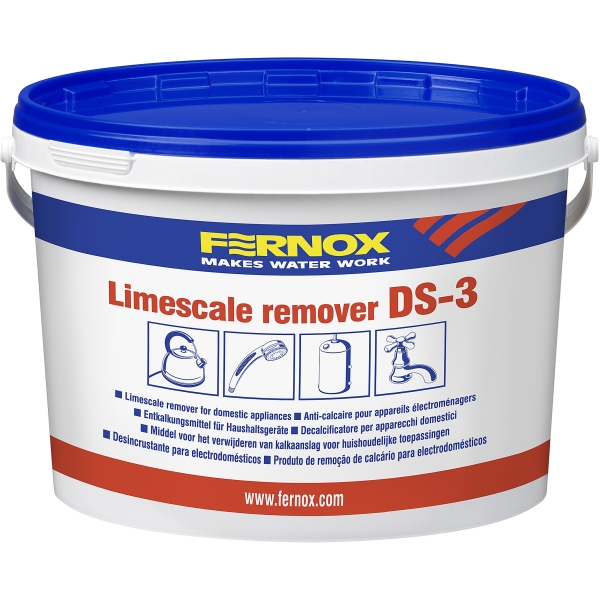 FERNOX
MAKES WATER WORK
Limescale remover DS-3
■ Limescale remover for domestic appliances ■ Anti-calcaire pour appareils électroménagers
■ Entkalkungsmittel für Haushaltsgeräte ■ Decalcificatore per apparecchi domestici
■ Middel voor het verwijderen van kalkaanslag voor huishoudelijke toepassingen
■ Desincrustante para electrodomésticos ■ Produto de remoção de calcário para electrodomésticos
www.fernox.com